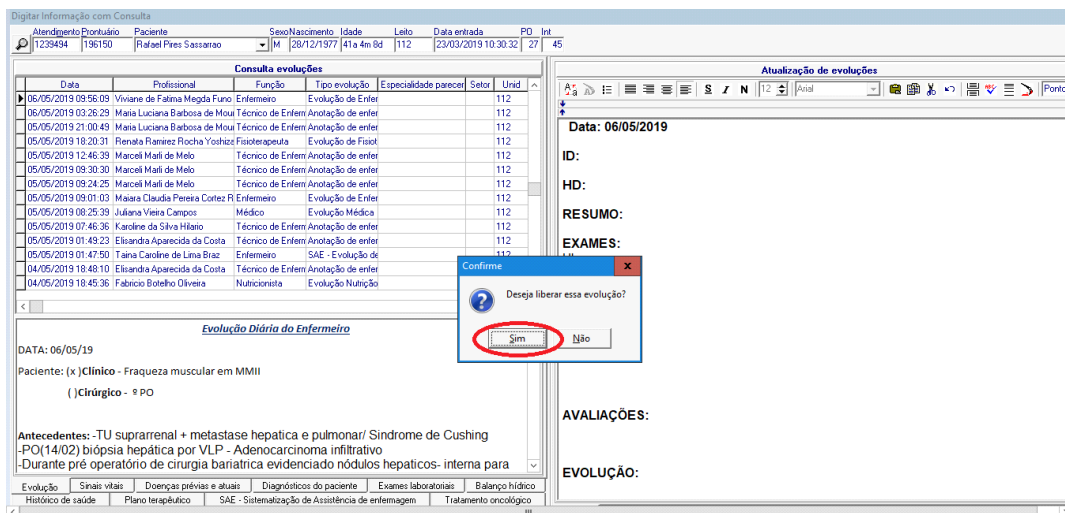 Digitar Informação com Consulta
Atendimento Prontuário Paciente Sexo Nascimento Idade Leito Data entrada PO Int
1239494 196150 Rafael Pires Sassarrao M 28/12/1977 41a 4m 8d 112 23/03/2019 10:30:32 27 45
Consulta evoluções
Data Profissional Função Tipo evolução Especialidade parecer Setor Unid
06/05/2019 09:56:09 Viviane de Fatima Megda Funo Enfermeiro Evolução de Enfer 112
06/05/2019 03:26:29 Maria Luciana Barbosa de Mou Técnico de Enferm Anotação de enfer 112
05/05/2019 21:00:49 Maria Luciana Barbosa de Mou Técnico de Enferm Anotação de enfer 112
05/05/2019 18:20:31 Renata Ramirez Rocha Yoshiza Fisioterapeuta Evolução de Fisiot 112
05/05/2019 12:46:39 Marceli Marli de Melo Técnico de Enferm Anotação de enfer 112
05/05/2019 09:30:30 Marceli Marli de Melo Técnico de Enferm Anotação de enfer 112
05/05/2019 09:24:25 Marceli Marli de Melo Técnico de Enferm Anotação de enfer 112
05/05/2019 09:01:03 Maiara Claudia Pereira Cortez R Enfermeiro Evolução de Enfer 112
05/05/2019 08:25:39 Juliana Vieira Campos Médico Evolução Médica 112
05/05/2019 07:46:36 Karoline da Silva Hilario Técnico de Enferm Anotação de enfer 112
05/05/2019 01:49:23 Elisandra Aparecida da Costa Técnico de Enferm Anotação de enfer 112
05/05/2019 01:47:50 Taina Caroline de Lima Braz Enfermeiro SAE - Evolução de 112
04/05/2019 18:48:10 Elisandra Aparecida da Costa Técnico de Enferm Anotação de enfer
04/05/2019 18:45:36 Fabricio Botelho Oliveira Nutricionista Evolução Nutrição
Evolução Diária do Enfermeiro
DATA: 06/05/19
Paciente: (x )Clínico - Fraqueza muscular em MMII
( )Cirúrgico - º PO
Antecedentes: -TU suprarrenal + metastase hepatica e pulmonar/ Sindrome de Cushing
-PO(14/02) biópsia hepática por VLP - Adenocarcinoma infiltrativo
-Durante pré operatório de cirurgia bariatrica evidenciado nódulos hepaticos- interna para
Evolução Sinais vitais Doenças prévias e atuais Diagnósticos do paciente Exames laboratoriais Balanço hídrico
Histórico de saúde Plano terapêutico SAE - Sistematização de Assistência de enfermagem Tratamento oncológico
Atualização de evoluções
S I N 12 Arial Ponto
Data: 06/05/2019
ID:
HD:
RESUMO:
EXAMES:
AVALIAÇÕES:
EVOLUÇÃO:
Confirme
x
Deseja liberar essa evolução?
Sim Não